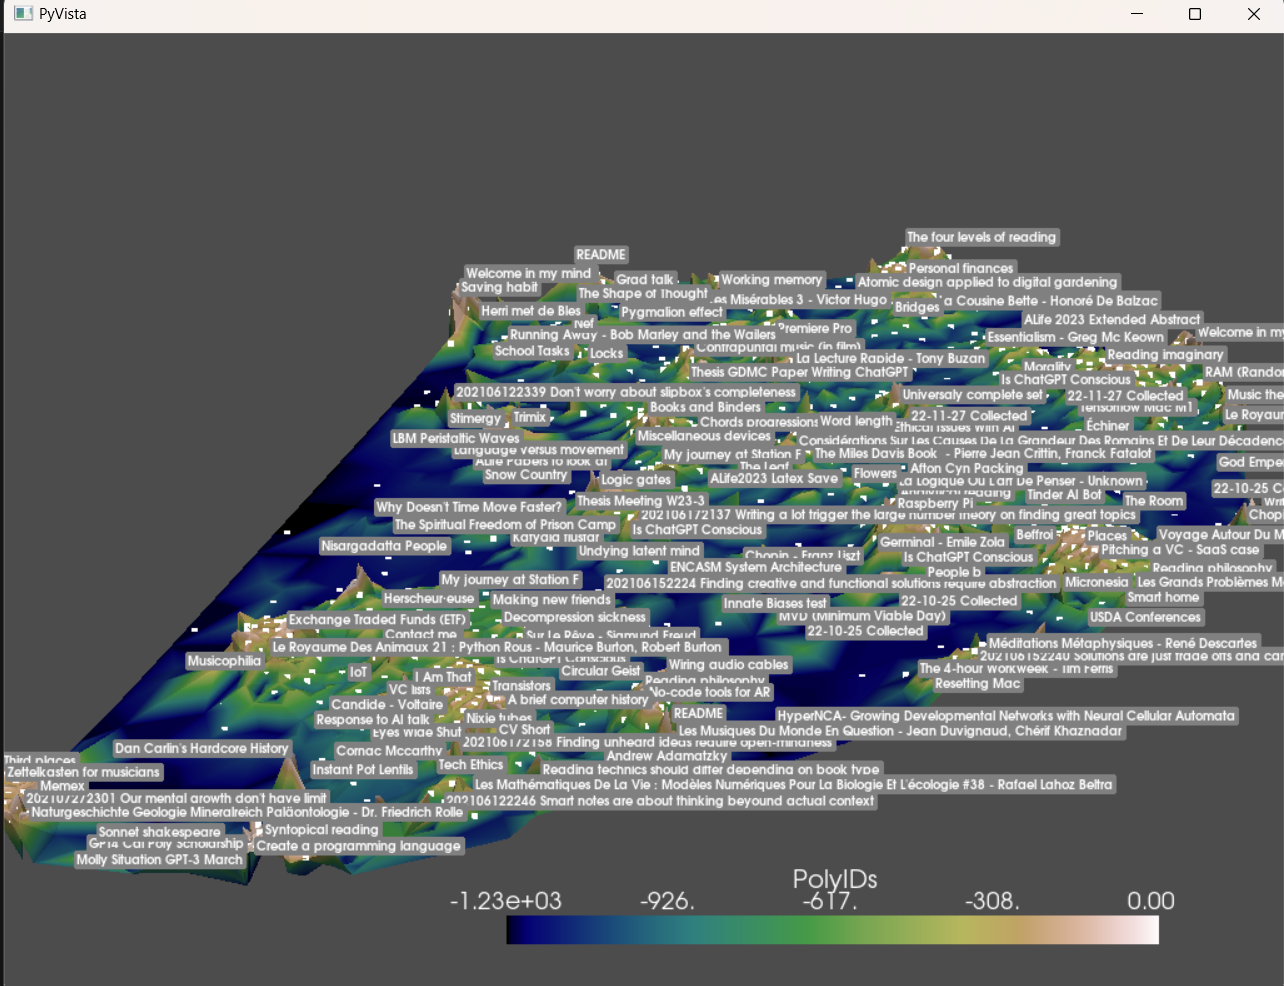 PyVista
The four levels of reading
README
Personal finances
Welcome in my mind
Grad talk
Working memory
Atomic design applied to digital gardening
Saving habit
The Shape of Thought
es Misérables 3 - Victor Hugo
a Cousine Bette - Honoré De Balzac
Bridges
Herri met de Bles
Pygmalion effect
ALife 2023 Extended Abstract
Nef
Premiere Pro
Welcome in my
Running Away - Bob Marley and the Wailers
Essentialism - Greg Mc Keown
Contrapuntal music (in film)
School Tasks
Locks
La Lecture Rapide - Tony Buzan
Reading imaginary
Morality
Thesis GDMC Paper Writing ChatGPT
RAM (Rando
Is ChatGPT Conscious
202106122339 Don't worry about slipbox's completeness
Universaly complete set
22-11-27 Collected
Music the
Books and Binders
Tensorflow Mac M1
Stimergy
Trimix
22-11-27 Collected
Le Royau
Chords progressions
Word length
Ethical Issues With AI
Échiner
LBM Peristaltic Waves
Miscellaneous devices
Considérations Sur Les Causes De La Grandeur Des Romains Et De Leur Décadenc
Language versus movement
My journey at Station F
The Miles Davis Book - Pierre Jean Crittin, Franck Fatalot
ALife Papers to look at
The Leaf
God Empe
Snow Country
Logic gates
ALife2023 Latex Save
Flowers
Afton Cyn Packing
La Logique Ou L'art De Penser - Unknown
22-10-25 C
Analytical reading
Tinder AI Bot
Thesis Meeting W23-3
Raspberry Pi
The Room
Why Doesn't Time Move Faster?
202106172137 Writing a lot trigger the large number theory on finding great topics
Chop
The Spiritual Freedom of Prison Camp
Is ChatGPT Conscious
Beffroi
Places
Voyage Autour Du M
Germinal - Emile Zola
Nisargadatta People
Undying latent mind
Chopin - Franz Liszt
Is ChatGPT Conscious
Pitching a VC - SaaS case
ENCASM System Architecture
People b
Reading philosophy
My journey at Station F
202106152224 Finding creative and functional solutions require abstraction
Micronesia
Les Grands Problèmes M
Herscheur·euse
Making new friends
Innate Biases test
22-10-25 Collected
Smart home
Exchange Traded Funds (ETF)
Decompression sickness
MVD (Minimum Viable Day)
USDA Conferences
Contact me
Sur Le Rêve - Sigmund Freud
22-10-25 Collected
Le Royaume Des Animaux 21 : Python Rous - Maurice Burton, Robert Burton
Méditations Métaphysiques - René Descartes
Musicophilia
Is ChatGPT Conscious
Wiring audio cables
202106152240 Solutions are just trade offs and can
IoT
I Am That
Circular Geist
The 4-hour Workweek - Tim Ferris
VC lists
Transistors
Reading philosophy
Resetting Mac
Candide - Voltaire
A brief computer history
No-code tools for AR
Response to AI talk
Nixie tubes
README
HyperNCA- Growing Developmental Networks with Neural Cellular Automata
Eyes Wide Shut
CV Short
Les Musiques Du Monde En Question - Jean Duvignaud, Chérif Khaznadar
Dan Carlin's Hardcore History
Cormac Mccarthy
202106172158 Finding unheard ideas require open-mindness
Third places
Andrew Adamatzky
Zettelkasten for musicians
Instant Pot Lentils
Tech Ethics
Reading technics should differ depending on book type
Memex
Les Mathématiques De La Vie : Modèles Numériques Pour La Biologie Et L'écologie #38 - Rafael Lahoz Beltra
202107272301 Our mental growth don't have limit
202106122246 Smart notes are about thinking beyound actual context
Naturgeschichte Geologie Mineralreich Paläontologie - Dr. Friedrich Rolle
Sonnet shakespeare
Syntopical reading
GPT4 Cal Poly Scholarship
Create a programming language
Molly Situation GPT-3 March
PolyIDs
-1.23e+03 -926. -617. -308. 0.00